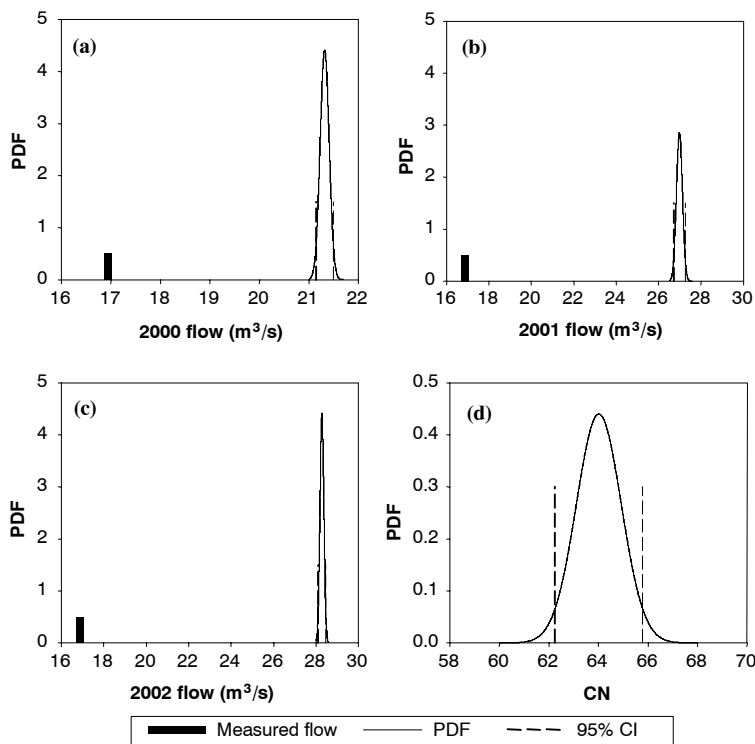 (a)
5
4
3
2
1
0
PDF
16 17 18 19 20 21 22
2000 flow (m³/s)
(b)
5
4
3
2
1
0
PDF
16 18 20 22 24 26 28 30
2001 flow (m³/s)
(c)
5
4
3
2
1
0
PDF
16 18 20 22 24 26 28 30
2002 flow (m³/s)
(d)
0.5
0.4
0.3
0.2
0.1
0.0
PDF
58 60 62 64 66 68 70
CN
Measured flow PDF 95% CI